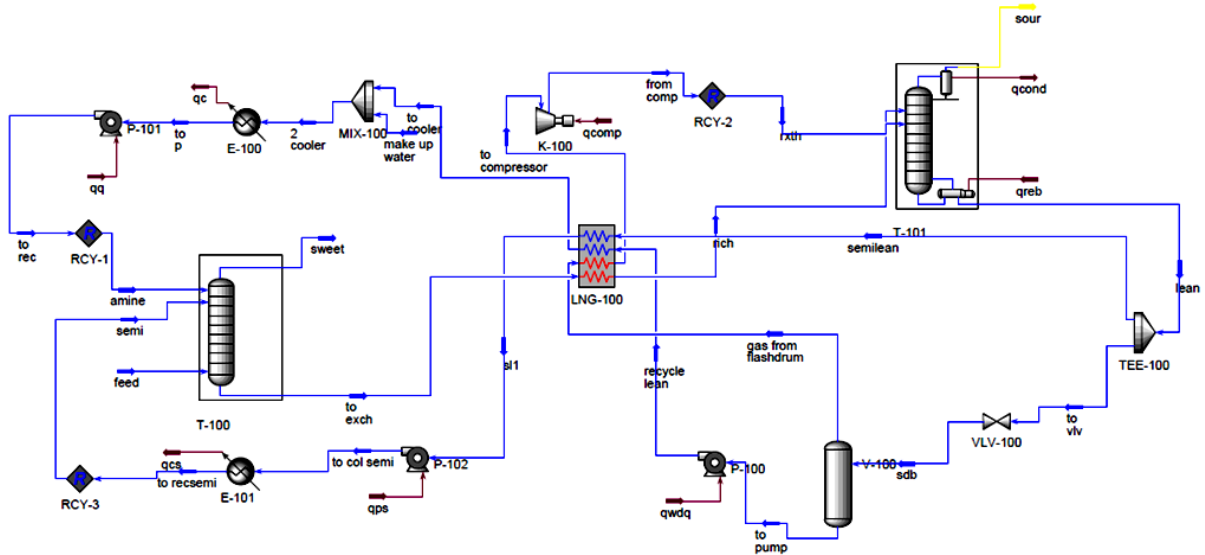 sour
qcond
qc
from
comp
RCY-2
to
cooler
P-101
to
p
E-100
2
cooler
MIX-100
make up
water
K-100
qcomp
rxth
to
compressor
qq
qreb
T-101
to
rec
RCY-1
sweet
rich
semilean
lean
amine
LNG-100
semi
gas from
flashdrum
feed
sl1
recycle
lean
TEE-100
to
exch
to
vlv
T-100
VLV-100
qcs
to col semi
P-102
P-100
V-100
to recsemi
sdb
RCY-3
E-101
qps
qwdq
to
pump
R
R
R